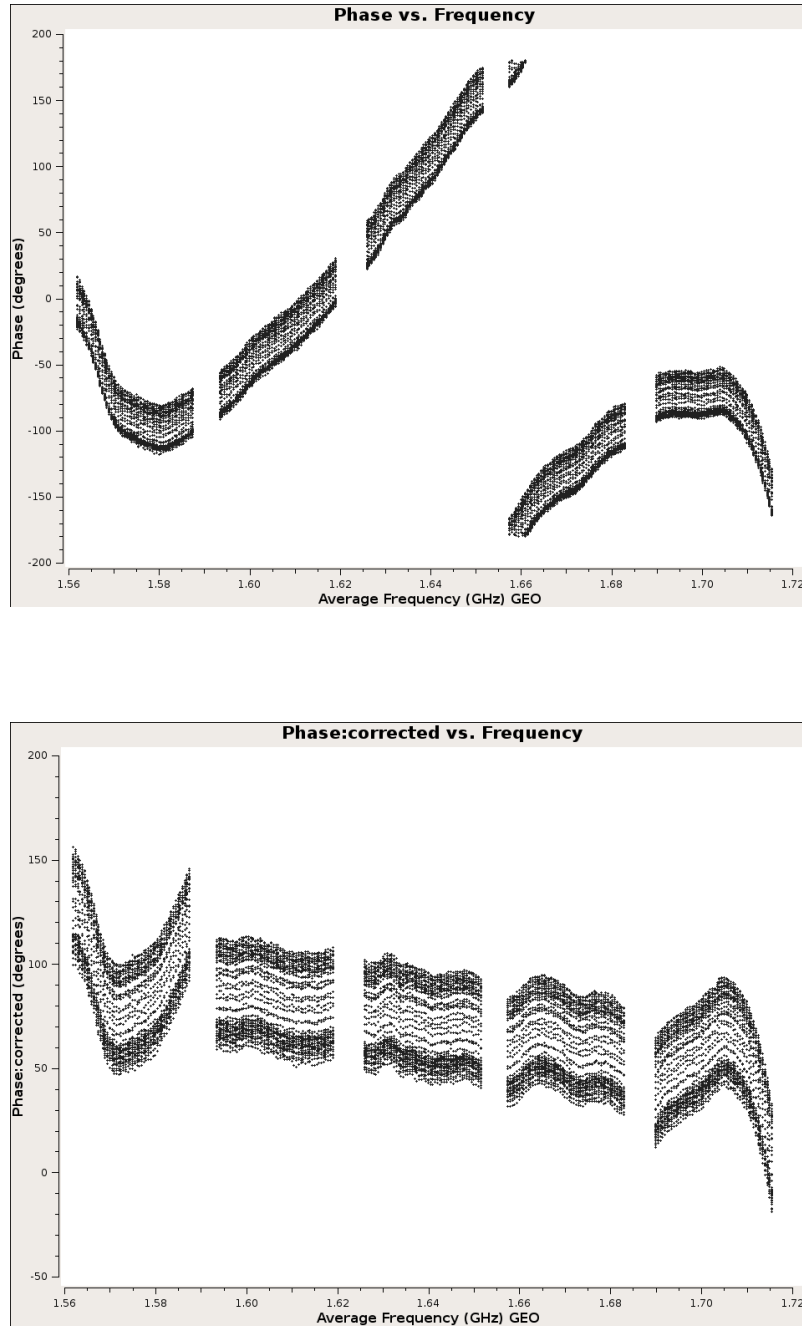 Phase vs. Frequency
200
150
100
50
0
-50
-100
-150
-200
Phase (degrees)
1.56 1.58 1.60 1.62 1.64 1.66 1.68 1.70 1.72
Average Frequency (GHz) GEO
Phase:corrected vs. Frequency
200
150
100
50
0
-50
Phase:corrected (degrees)
1.56 1.58 1.60 1.62 1.64 1.66 1.68 1.70 1.72
Average Frequency (GHz) GEO